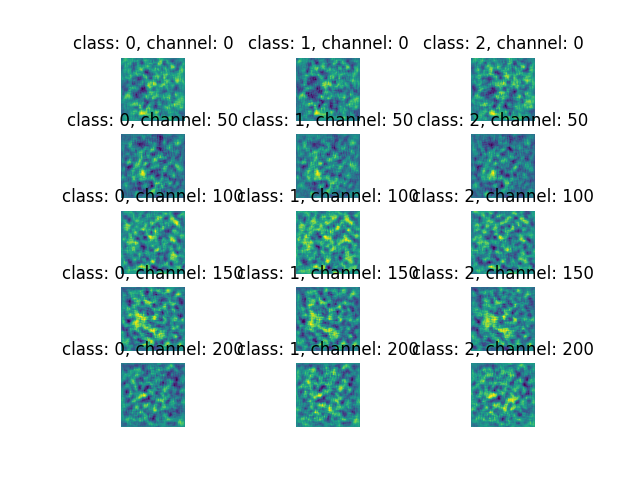 class: 0, channel: 0 class: 1, channel: 0 class: 2, channel: 0
class: 0, channel: 50 class: 1, channel: 50 class: 2, channel: 50
class: 0, channel: 100 class: 1, channel: 100 class: 2, channel: 100
class: 0, channel: 150 class: 1, channel: 150 class: 2, channel: 150
class: 0, channel: 200 class: 1, channel: 200 class: 2, channel: 200